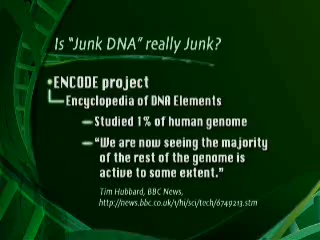 Is “Junk DNA” really Junk?
•ENCODE project
Encyclopedia of DNA Elements
– Studied 1% of human genome
– “We are now seeing the majority
of the rest of the genome is
active to some extent.”
Tim Hubbard, BBC News,
http://news.bbc.co.uk/1/hi/sci/tech/6749213.stm